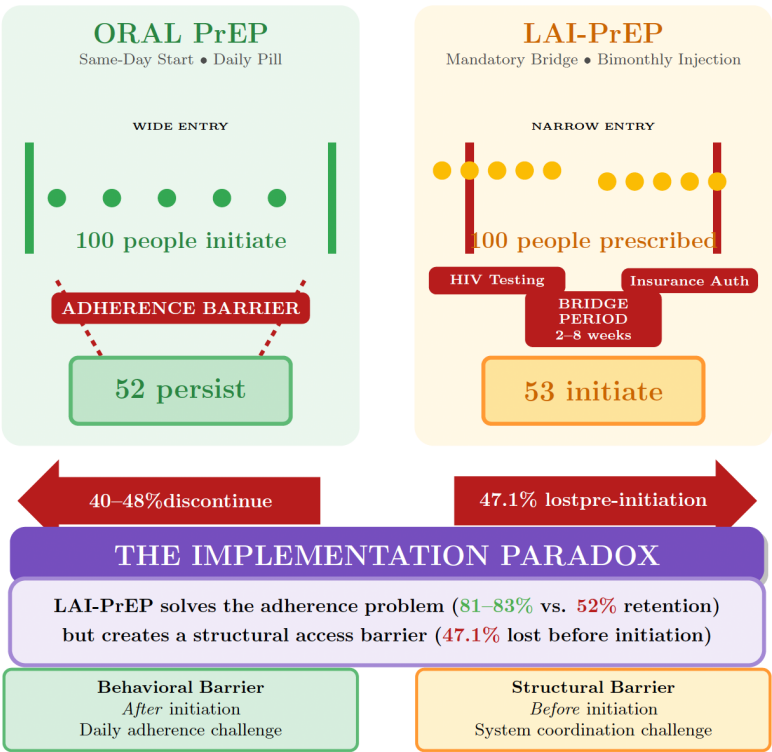 ORAL PrEP
Same-Day Start • Daily Pill
WIDE ENTRY
100 people initiate
ADHERENCE BARRIER
52 persist
LAI-PrEP
Mandatory Bridge • Bimonthly Injection
NARROW ENTRY
100 people prescribed
HIV Testing
Insurance Auth
BRIDGE
PERIOD
2–8 weeks
53 initiate
40–48%discontinue
47.1% lostpre-initiation
THE IMPLEMENTATION PARADOX
LAI-PrEP solves the adherence problem (81–83% vs. 52% retention)
but creates a structural access barrier (47.1% lost before initiation)
Behavioral Barrier
After initiation
Daily adherence challenge
Structural Barrier
Before initiation
System coordination challenge